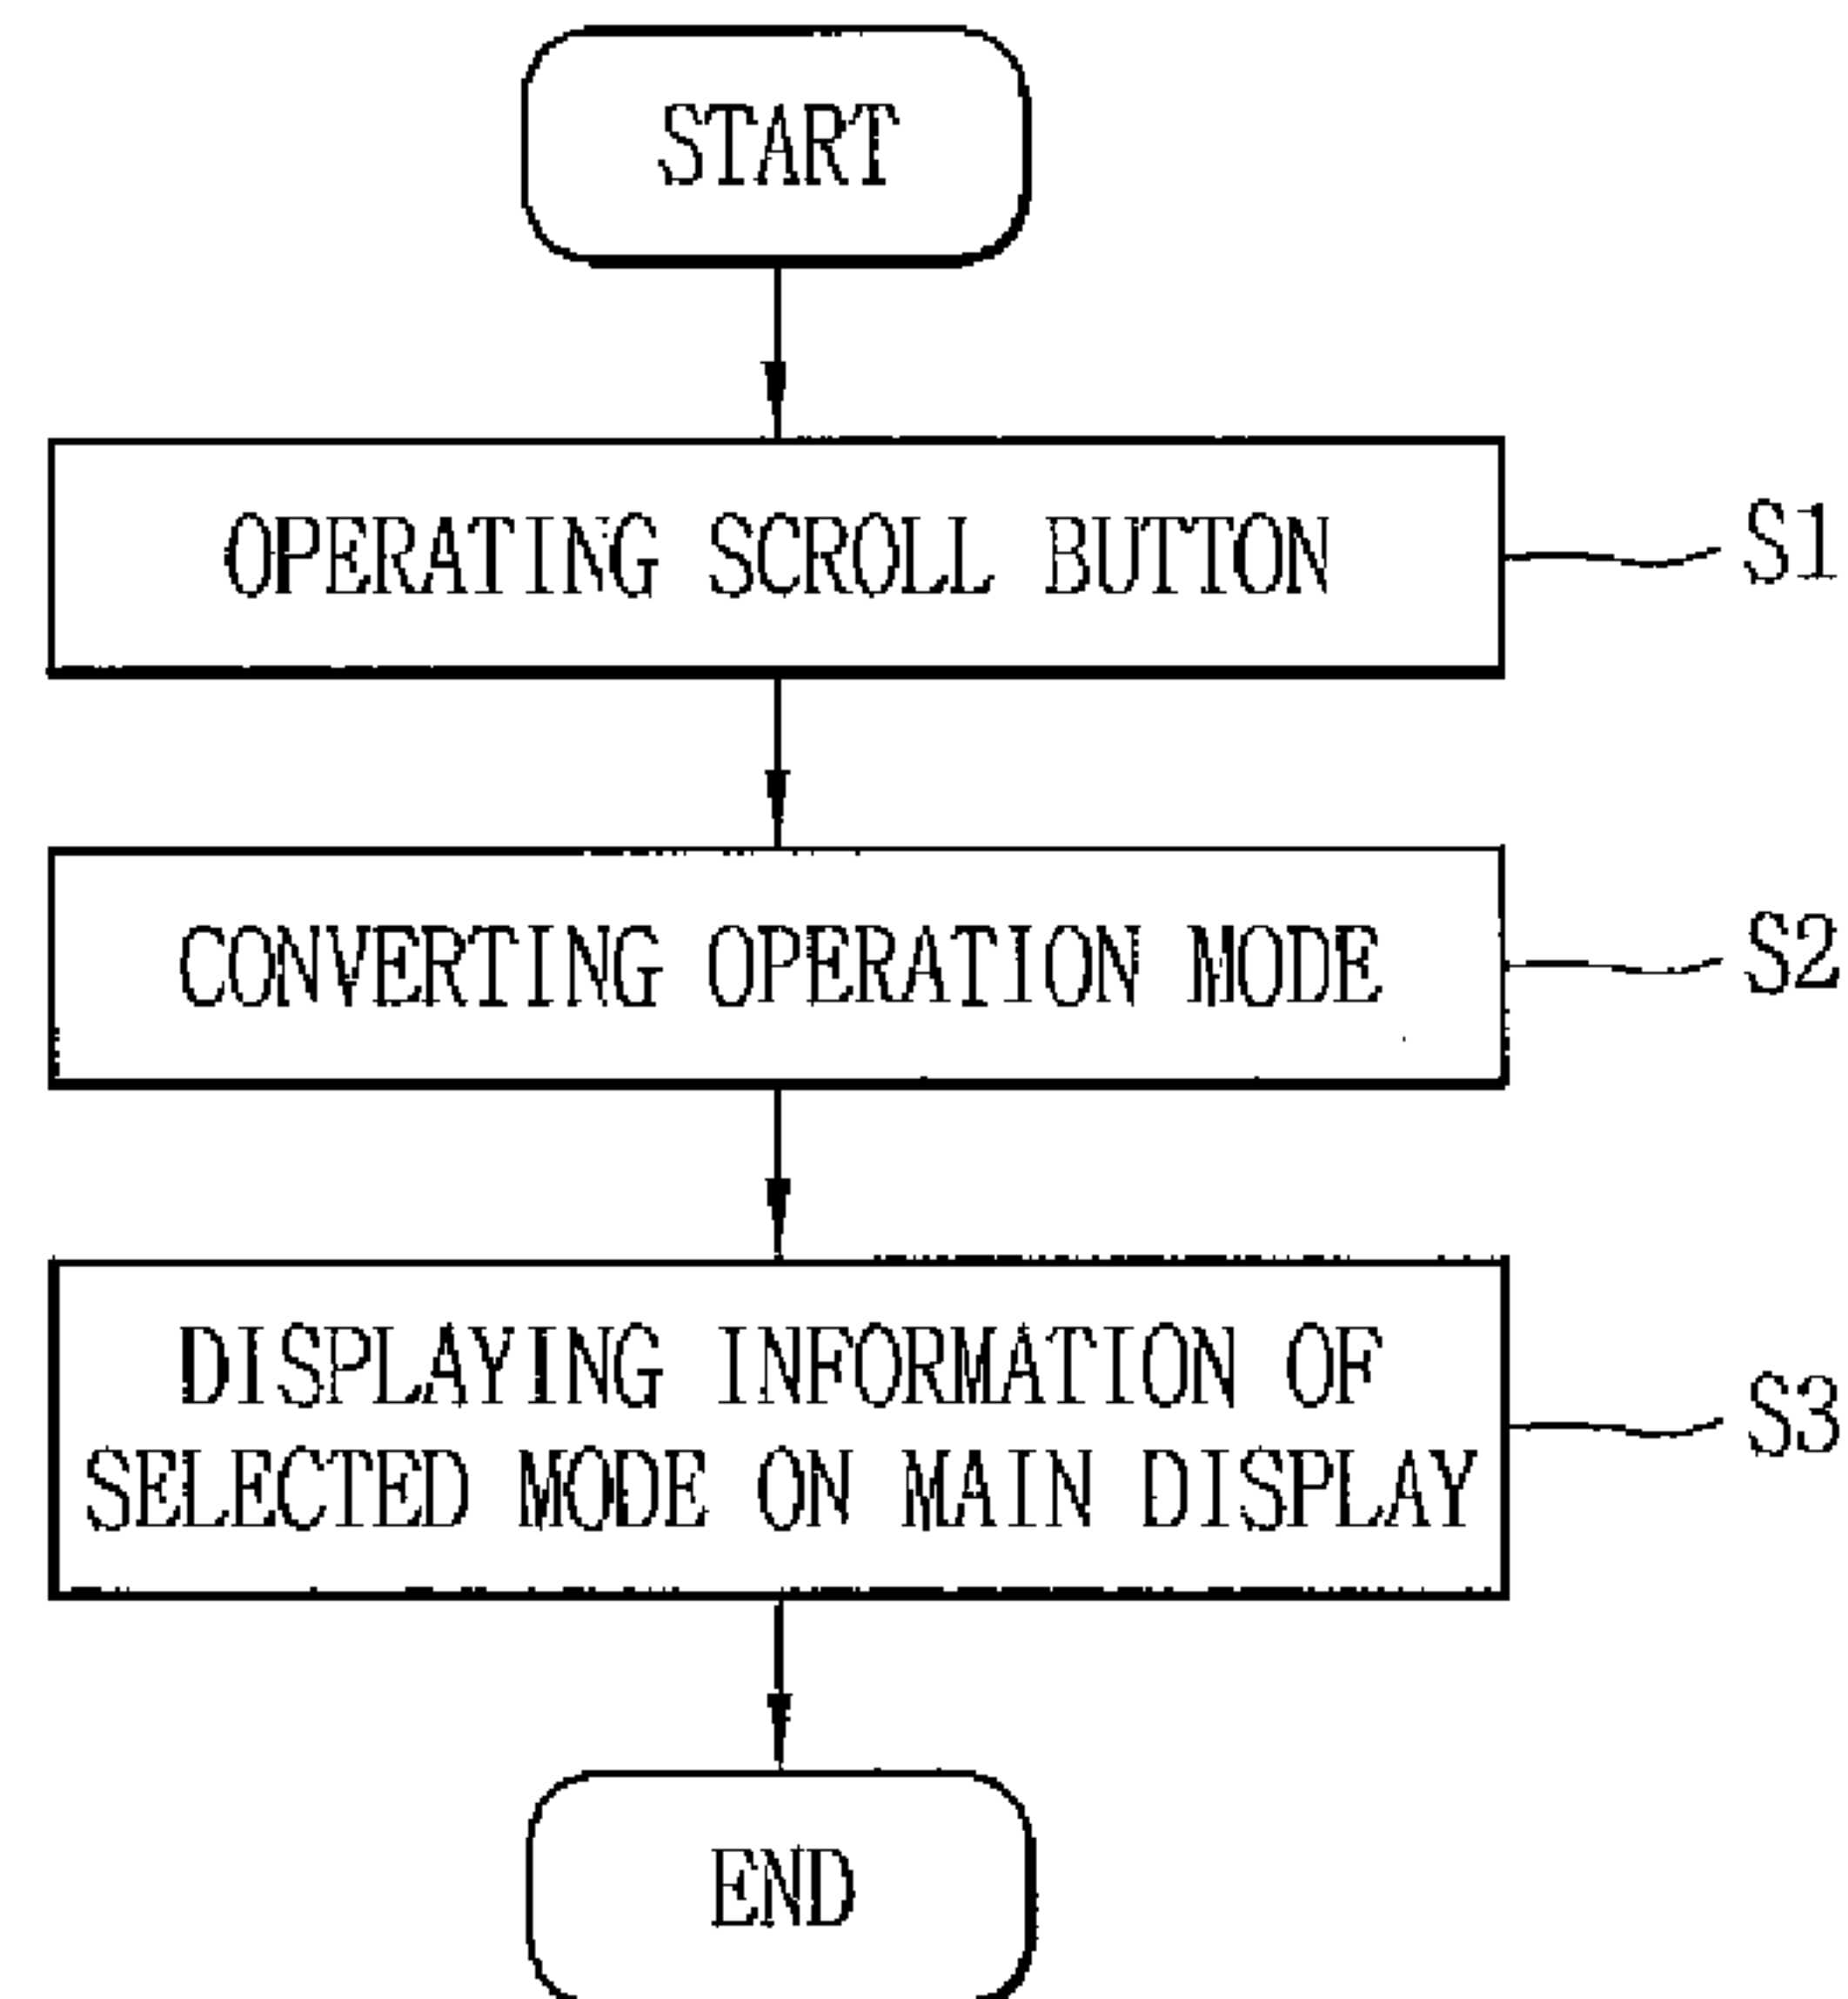 START
OPERATING SCROLL BUTTON
S1
CONVERTING OPERATION MODE
S2
DISPLAYING INFORMATION OF
SELECTED MODE ON MAIN DISPLAY
S3
END